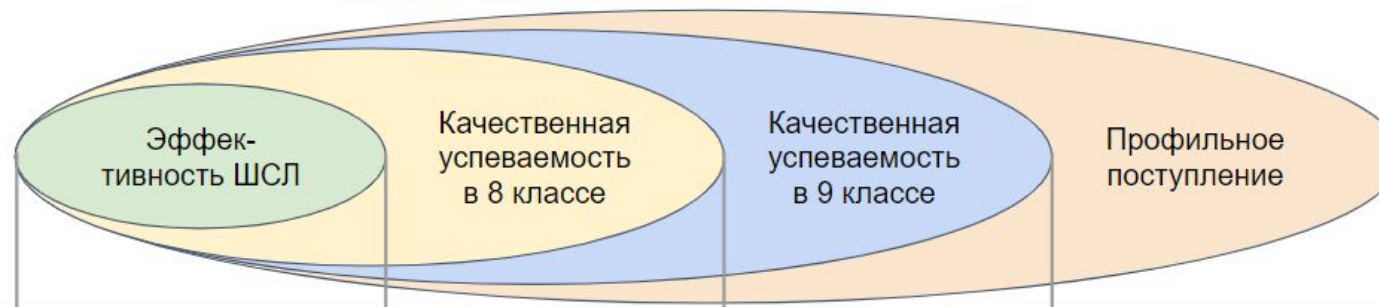 Эффек-
тивность ШСЛ
Качественная
успеваемость
в 8 классе
Качественная
успеваемость
в 9 классе
Профильное
поступление